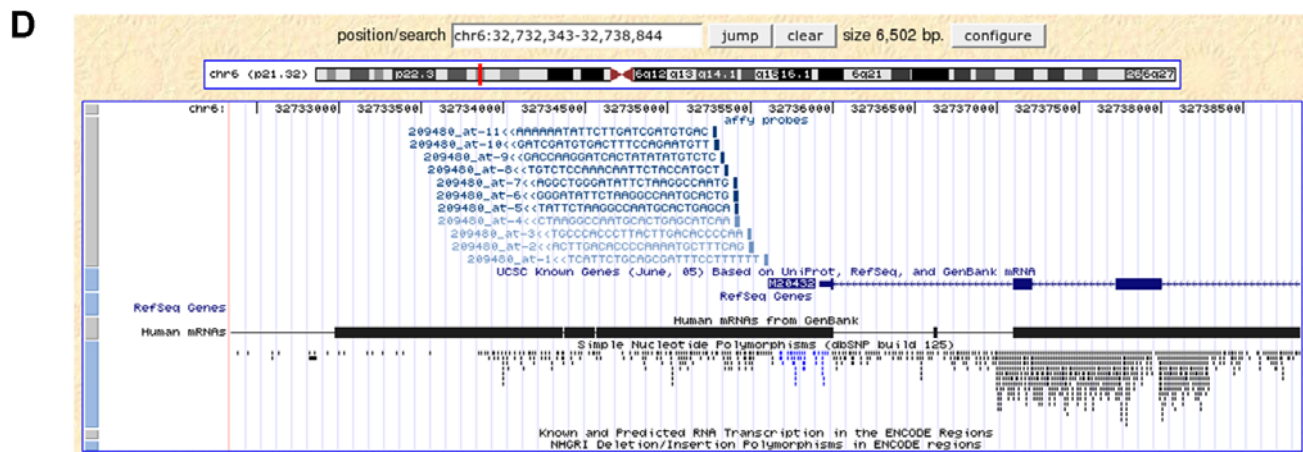 D
position/search chr6:32,732,343-32,738,844 jump clear size 6,502 bp. configure
chr6 (p21.32) p22.3 6q12 q13 q14.1 q15 16.1 6q21 26 6q27
chr6: 32733000 32733500 32734000 32734500 32735000 32735500 32736000 32736500 32737000 32737500 32738000 32738500
affy probes
209480_at-11<<AAAAAATATTCTTGATCGATGTGAC
209480_at-10<<GATCGATGTGACTTTCCAGAATGTT
209480_at-9<<GACCAAGGATCACTATATATGTCTC
209480_at-8<<TGTCTCCAAACAATTCTACCATGCT
209480_at-7<<AGGCTGGGATATTCTAAGGCCAATG
209480_at-6<<GGGATATTCTAAGGCCAATGCACTG
209480_at-5<<TATTCTAAGGCCAATGCACTGAGCA
209480_at-4<<CTAAGGCCAATGCACTGAGCATCAA
209480_at-3<<TGCCCACCCTTACTTGACACCCCAA
209480_at-2<<ACTTGACACCCCAAAATGCTTTCAG
209480_at-1<<TCATTCTGCAGCGATTTCCTTTTTT
UCSC Known Genes (June, 05) Based on UniProt, RefSeq, and GenBank mRNA
M20432
RefSeq Genes
RefSeq Genes
Human mRNAs from GenBank
Human mRNAs
Simple Nucleotide Polymorphisms (dbSNP build 125)
Known and Predicted RNA Transcription in the ENCODE Regions
NHGRI Deletion/Insertion Polymorphisms in ENCODE regions